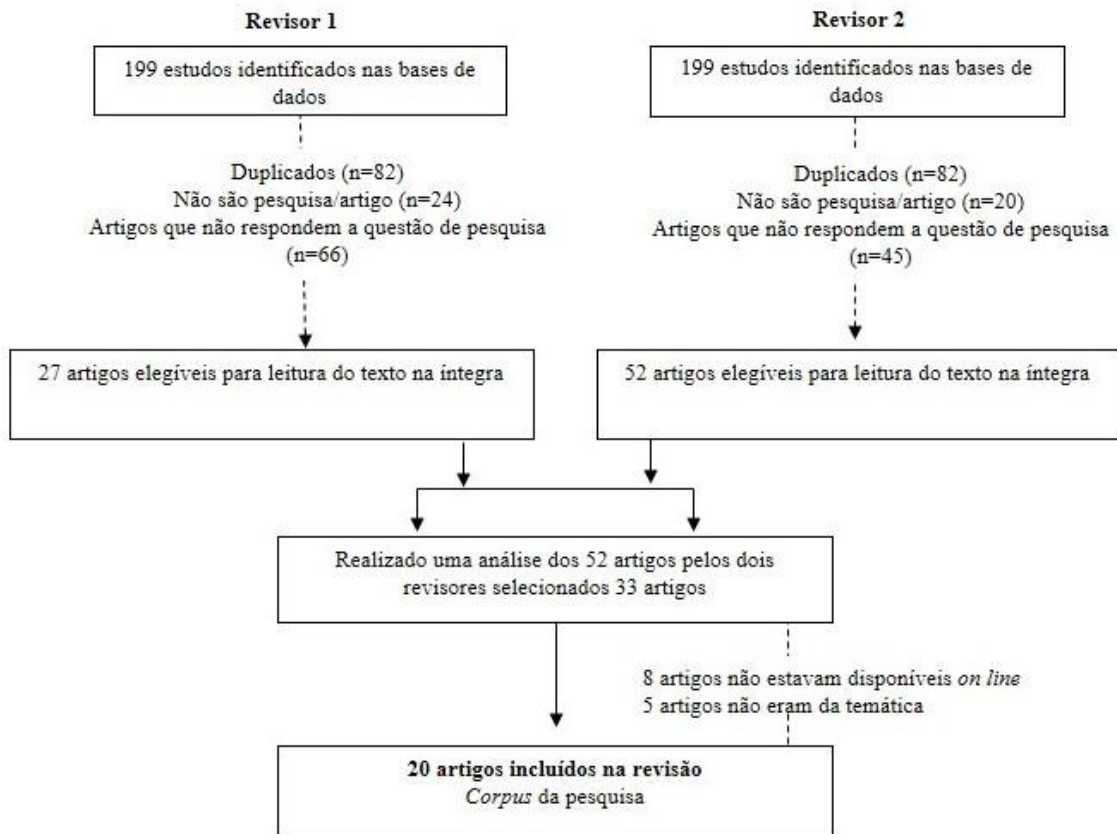 Revisor 1
199 estudos identificados nas bases de
dados
Duplicados (n=82)
Não são pesquisa/artigo (n=24)
Artigos que não respondem a questão de pesquisa
(n=66)
27 artigos elegíveis para leitura do texto na íntegra
Revisor 2
199 estudos identificados nas bases de
dados
Duplicados (n=82)
Não são pesquisa/artigo (n=20)
Artigos que não respondem a questão de pesquisa
(n=45)
52 artigos elegíveis para leitura do texto na íntegra
Realizado uma análise dos 52 artigos pelos dois
revisores selecionados 33 artigos
8 artigos não estavam disponíveis on line
5 artigos não eram da temática
20 artigos incluídos na revisão
Corpus da pesquisa